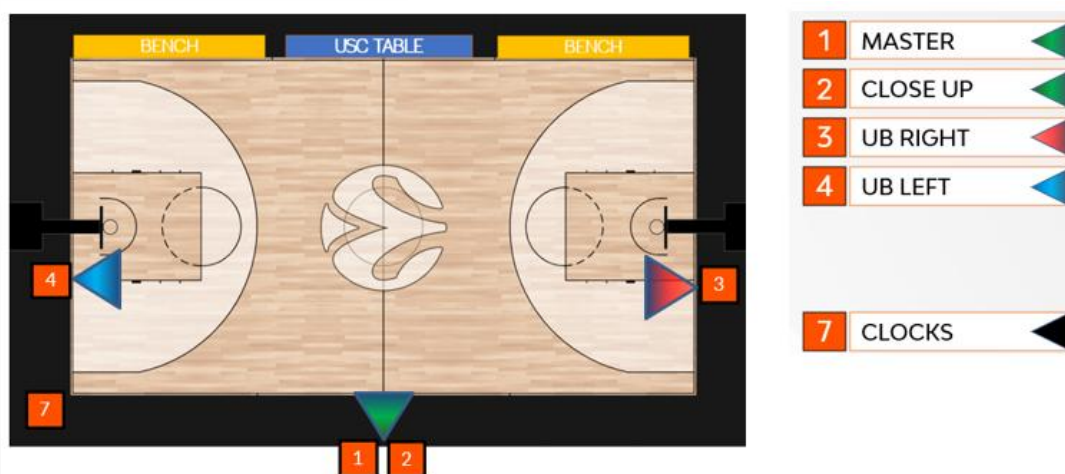 BENCH USC TABLE BENCH
1 MASTER
2 CLOSE UP
3 UB RIGHT
4 UB LEFT
4
3
7 CLOCKS
7
1 2